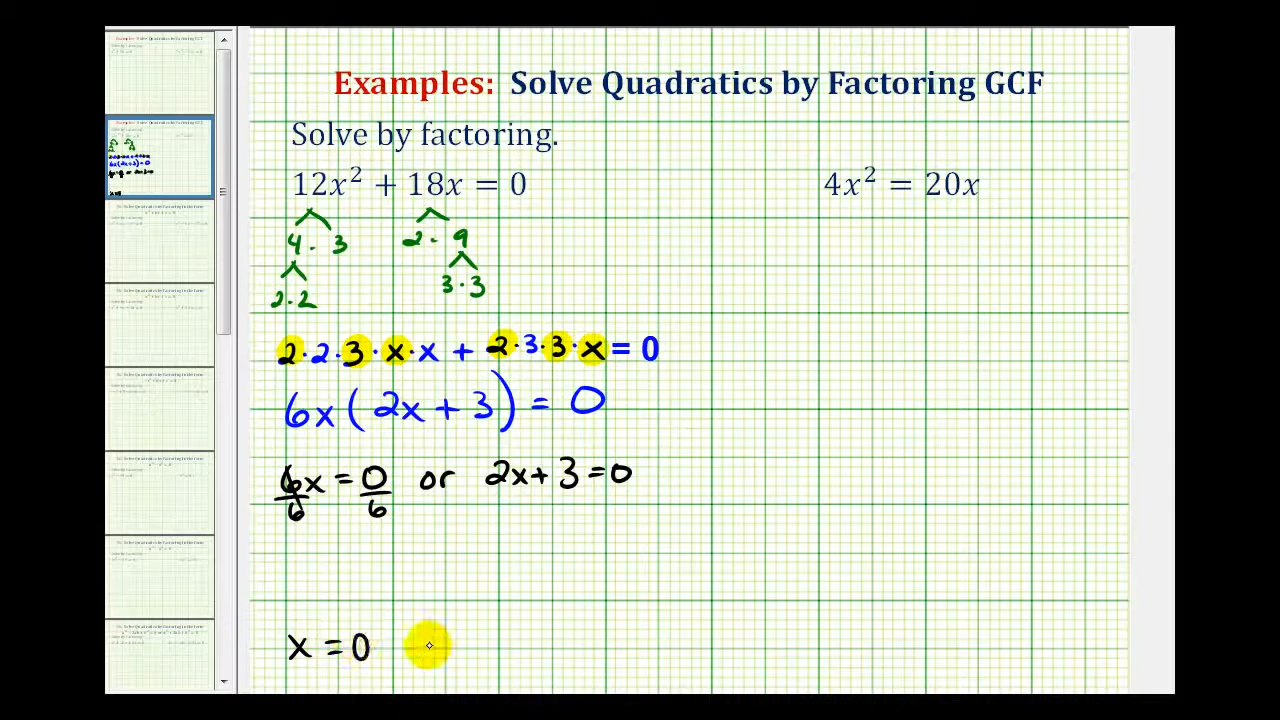 Examples: Solve Quadratics by Factoring GCF
Solve by factoring.
12x² + 18x = 0
4x² = 20x
4 · 3 2 · 9
2 · 2 3 · 3
2 · 2 · 3 · x · x + 2 · 3 · 3 · x = 0
6x ( 2x + 3 ) = 0
6x = 0 or 2x + 3 = 0
6 6
x = 0